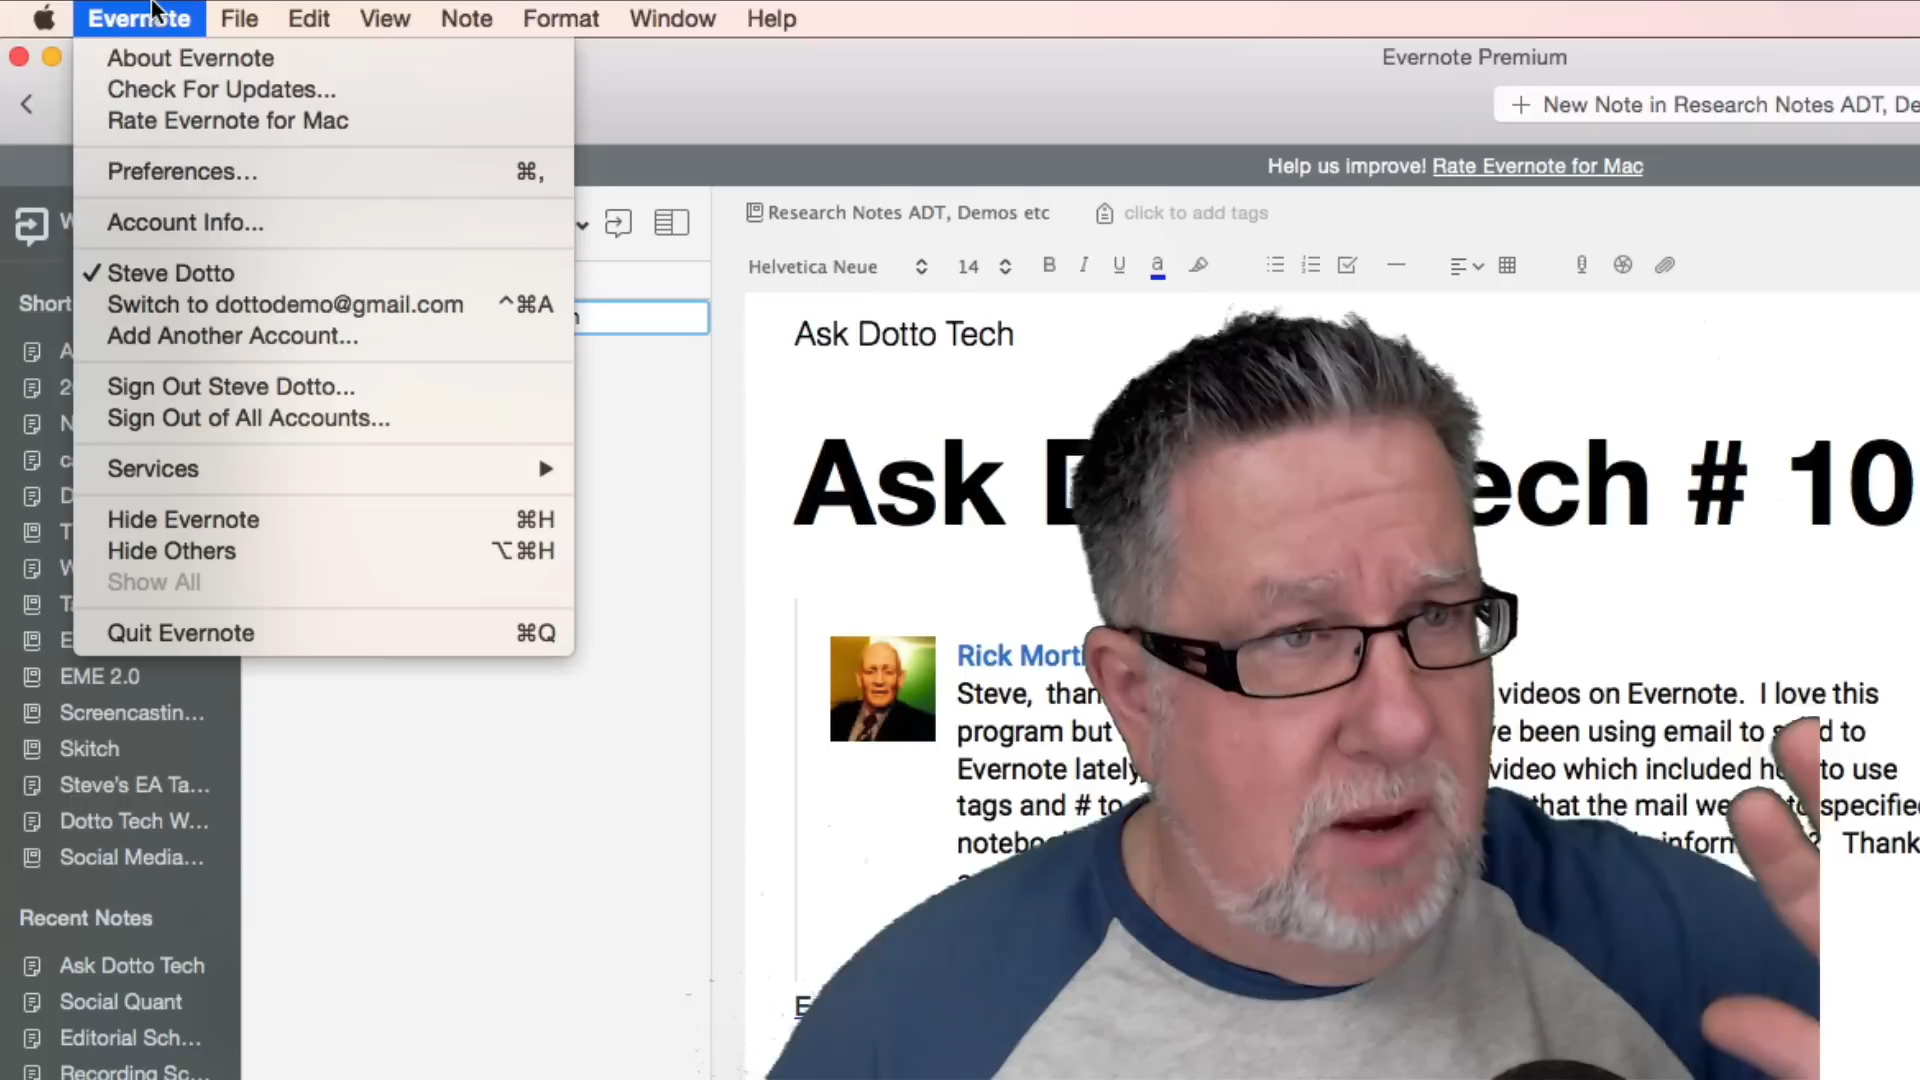 Evernote File Edit View Note Format Window Help
About Evernote
Check For Updates...
Rate Evernote for Mac
Preferences... ⌘,
Account Info...
✓ Steve Dotto
Switch to dottodemo@gmail.com ^⌘A
Add Another Account...
Sign Out Steve Dotto...
Sign Out of All Accounts...
Services ▶
Hide Evernote ⌘H
Hide Others ⌥⌘H
Show All
Quit Evernote ⌘Q
EME 2.0
Screencastin...
Skitch
Steve's EA Ta...
Dotto Tech W...
Social Media...
Recent Notes
Ask Dotto Tech
Social Quant
Editorial Sch...
Recording Sc...
Evernote Premium
+ New Note in Research Notes ADT, De
Help us improve! Rate Evernote for Mac
Research Notes ADT, Demos etc click to add tags
Helvetica Neue 14 B I U a
Ask Dotto Tech
Ask D ech # 10
Rick Morti
Steve, than videos on Evernote. I love this
program but ve been using email to to
Evernote lately, video which included to use
tags and # to that the mail specified
notebo inform ? Thank